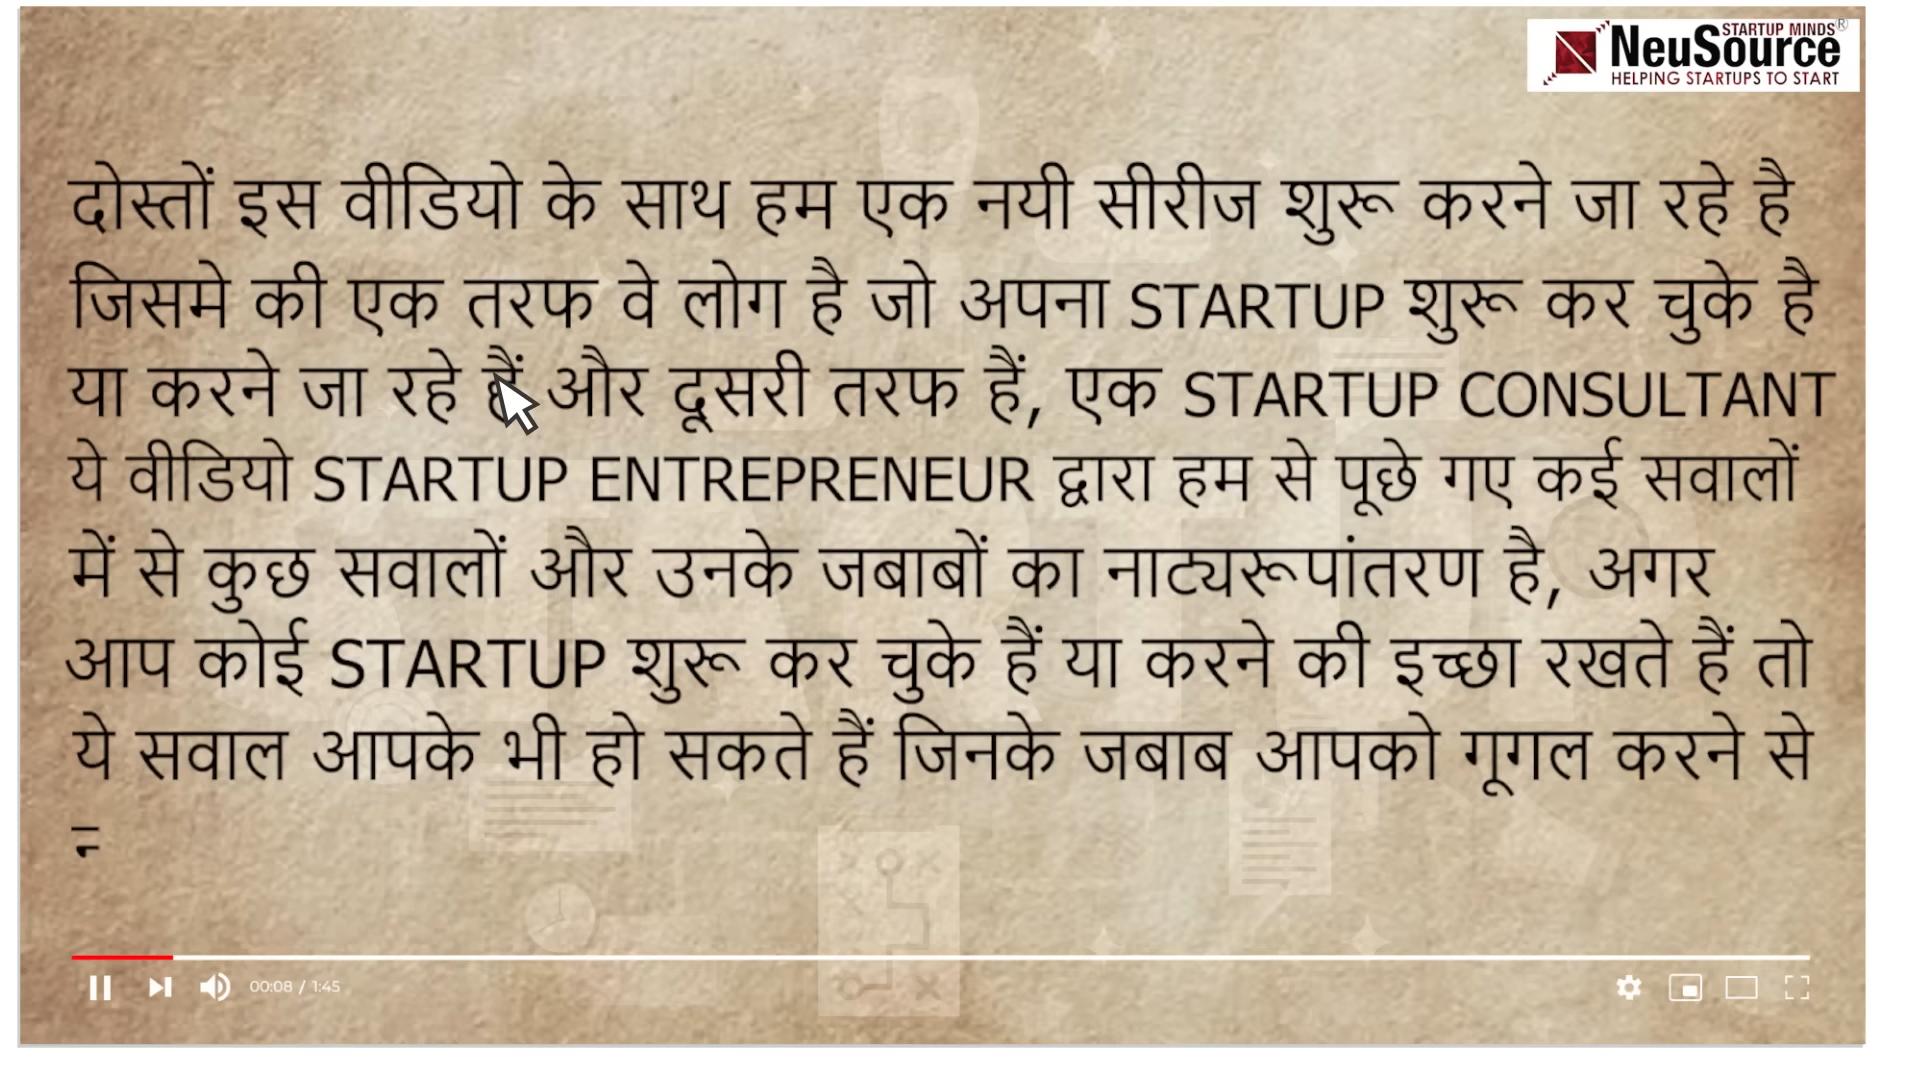 STARTUP MINDS®
NeuSource
HELPING STARTUPS TO START
दोस्तों इस वीडियो के साथ हम एक नयी सीरीज शुरू करने जा रहे है
जिसमे की एक तरफ वे लोग है जो अपना STARTUP शुरू कर चुके है
या करने जा रहे हैं और दूसरी तरफ हैं, एक STARTUP CONSULTANT
ये वीडियो STARTUP ENTREPRENEUR द्वारा हम से पूछे गए कई सवालों
में से कुछ सवालों और उनके जबाबों का नाट्यरूपांतरण है, अगर
आप कोई STARTUP शुरू कर चुके हैं या करने की इच्छा रखते हैं तो
ये सवाल आपके भी हो सकते हैं जिनके जबाब आपको गूगल करने से
00:08 / 1:45